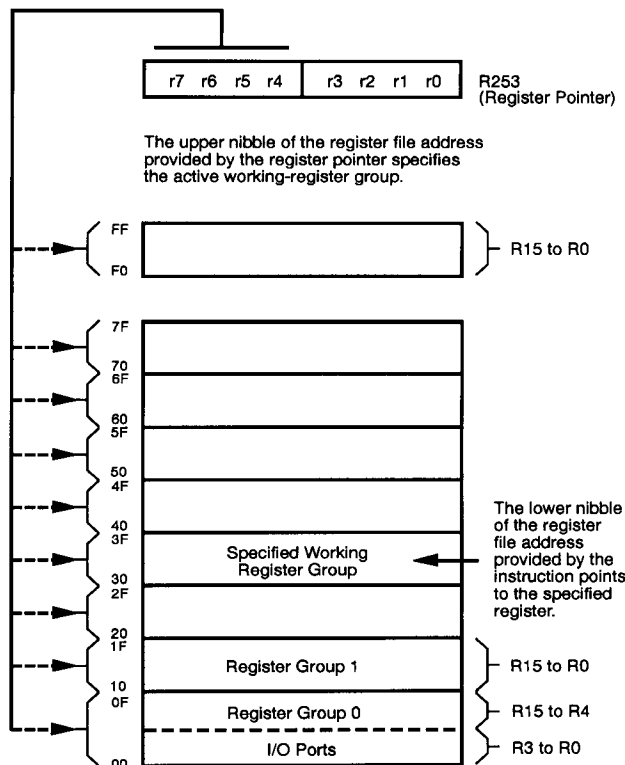 r7 r6 r5 r4 r3 r2 r1 r0
R253
(Register Pointer)
The upper nibble of the register file address
provided by the register pointer specifies
the active working-register group.
FF
F0
R15 to R0
7F
70
6F
60
5F
50
4F
40
3F
Specified Working
Register Group
The lower nibble
of the register
file address
provided by the
instruction points
to the specified
register.
30
2F
20
1F
Register Group 1
R15 to R0
10
0F
Register Group 0
R15 to R4
I/O Ports
R3 to R0
00